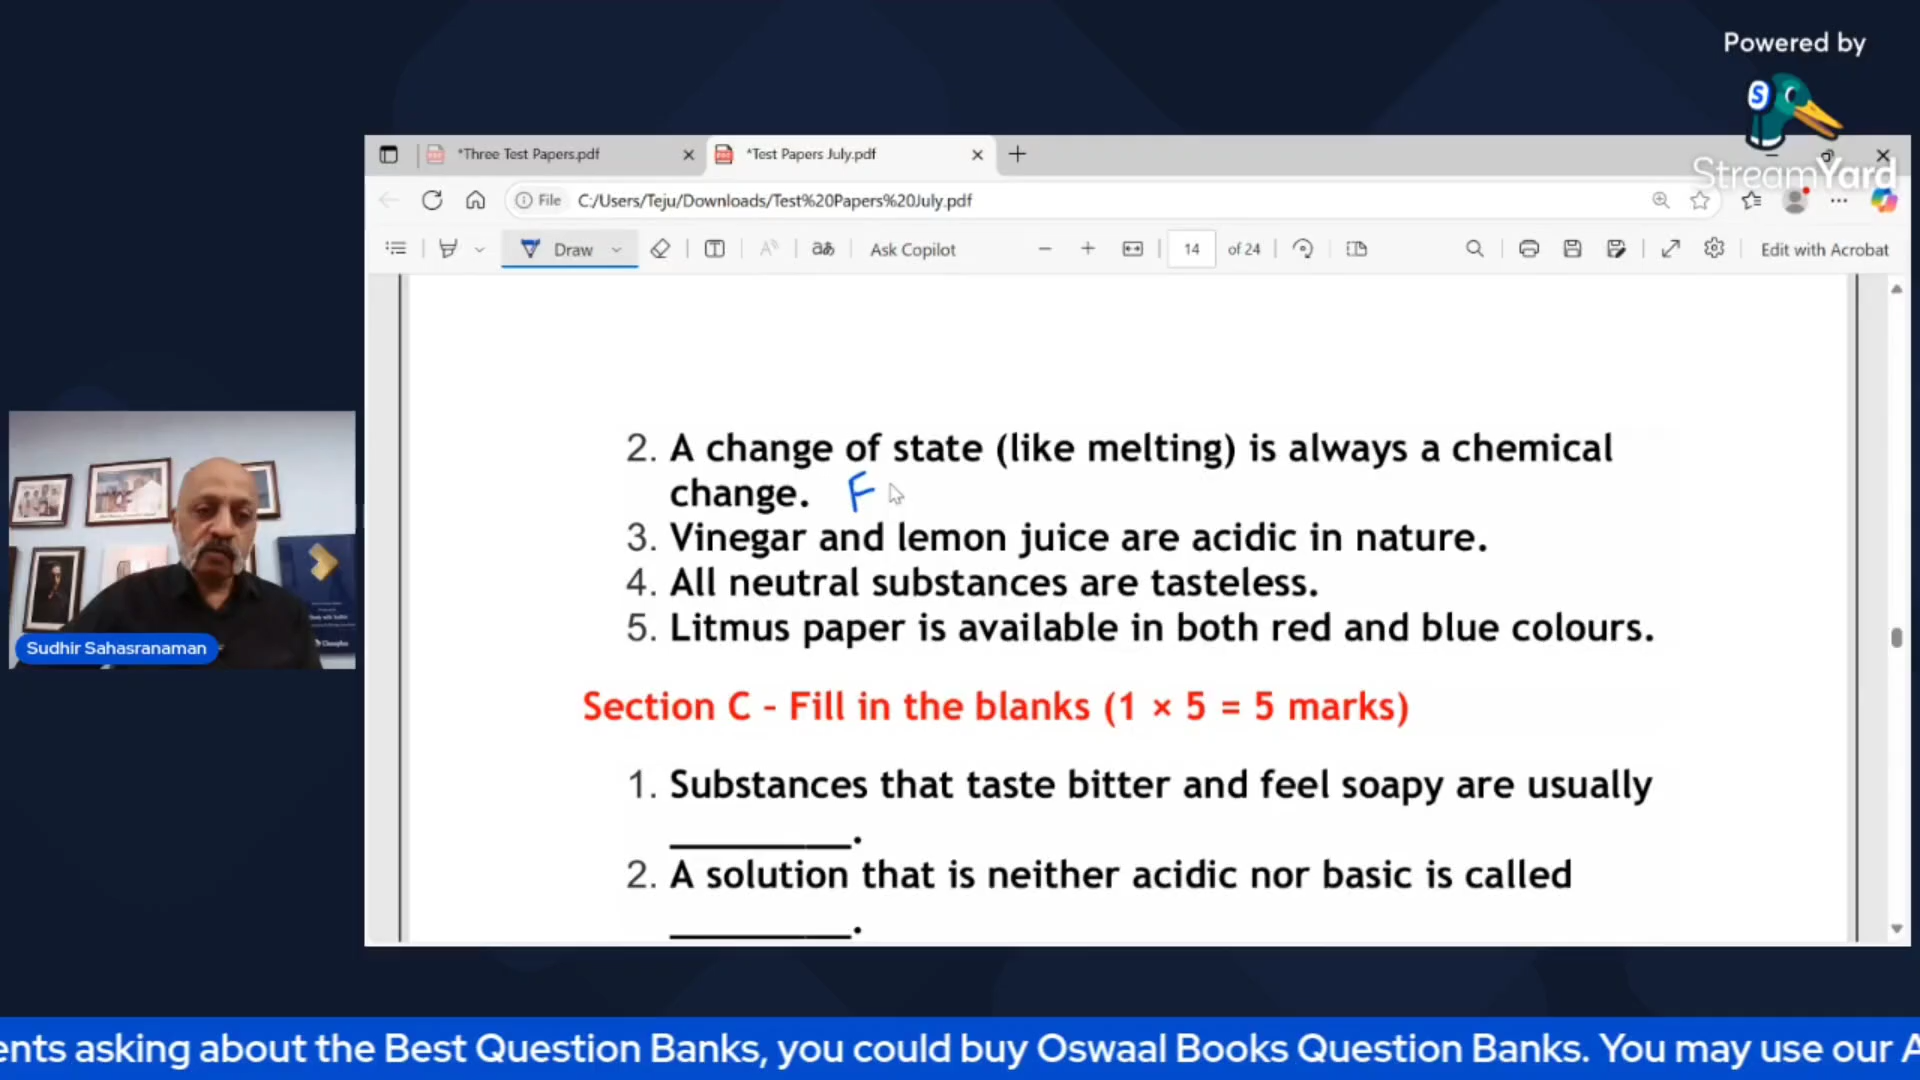 Powered by
StreamYard
*Three Test Papers.pdf
*Test Papers July.pdf
File
C:/Users/Teju/Downloads/Test%20Papers%20July.pdf
Draw
Ask Copilot
14
of 24
Edit with Acrobat
2. A change of state (like melting) is always a chemical
change. F
3. Vinegar and lemon juice are acidic in nature.
4. All neutral substances are tasteless.
5. Litmus paper is available in both red and blue colours.
Section C - Fill in the blanks (1 × 5 = 5 marks)
1. Substances that taste bitter and feel soapy are usually
_________.
2. A solution that is neither acidic nor basic is called
_________.
Sudhir Sahasranaman
ents asking about the Best Question Banks, you could buy Oswaal Books Question Banks. You may use our A